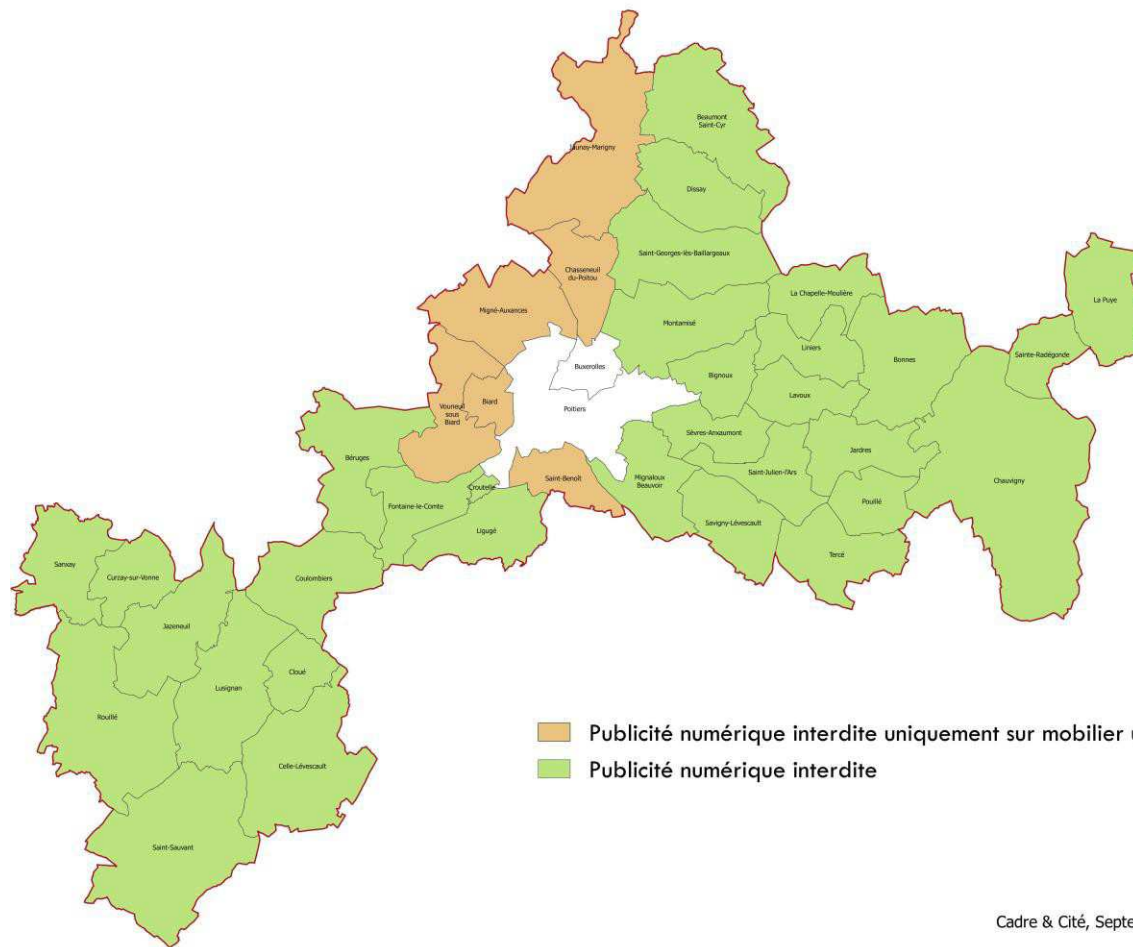 Beaumont
Saint-Cyr
Jaunay-Marigny
Dissay
Saint-Georges-lès-Baillargeaux
Chasseneuil
du-Poitou
La Chapelle-Moulière
La Puye
Migné-Auxances
Montamisé
Liniers
Bonnes
Sainte-Radégonde
Buxerolles
Bignoux
Biard
Lavoux
Vouneuil
sous
Biard
Poitiers
Sèvres-Anxaumont
Béruges
Jardres
Saint-Julien-l'Ars
Saint-Benoît
Mignaloux
Beauvoir
Chauvigny
Croutelle
Pouillé
Fontaine-le-Comte
Savigny-Lévescault
Ligugé
Tercé
Sanxay
Curzay-sur-Vonne
Coulombiers
Jazeneuil
Cloué
Lusignan
Rouillé
Publicité numérique interdite uniquement sur mobilier u
Celle-Lévescault
Publicité numérique interdite
Saint-Sauvant
Cadre & Cité, Septe